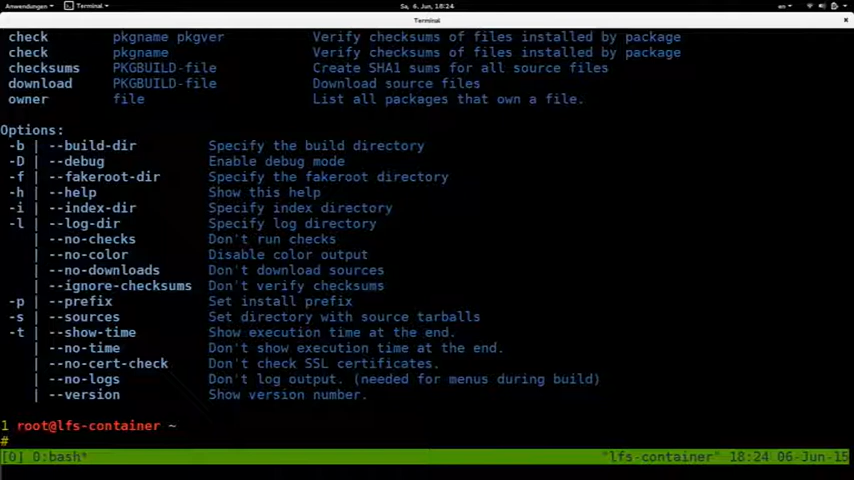 Anwendungen Terminal Sa, 6. Jun, 18:24 en
Terminal
check pkgname pkgver Verify checksums of files installed by package
check pkgname Verify checksums of files installed by package
checksums PKGBUILD-file Create SHA1 sums for all source files
download PKGBUILD-file Download source files
owner file List all packages that own a file.
Options:
-b | --build-dir Specify the build directory
-D | --debug Enable debug mode
-f | --fakeroot-dir Specify the fakeroot directory
-h | --help Show this help
-i | --index-dir Specify index directory
-l | --log-dir Specify log directory
| --no-checks Don't run checks
| --no-color Disable color output
| --no-downloads Don't download sources
| --ignore-checksums Don't verify checksums
-p | --prefix Set install prefix
-s | --sources Set directory with source tarballs
-t | --show-time Show execution time at the end.
| --no-time Don't show execution time at the end.
| --no-cert-check Don't check SSL certificates.
| --no-logs Don't log output. (needed for menus during build)
| --version Show version number.
1 root@lfs-container ~
#
[0] 0:bash* "lfs-container" 18:24 06-Jun-15